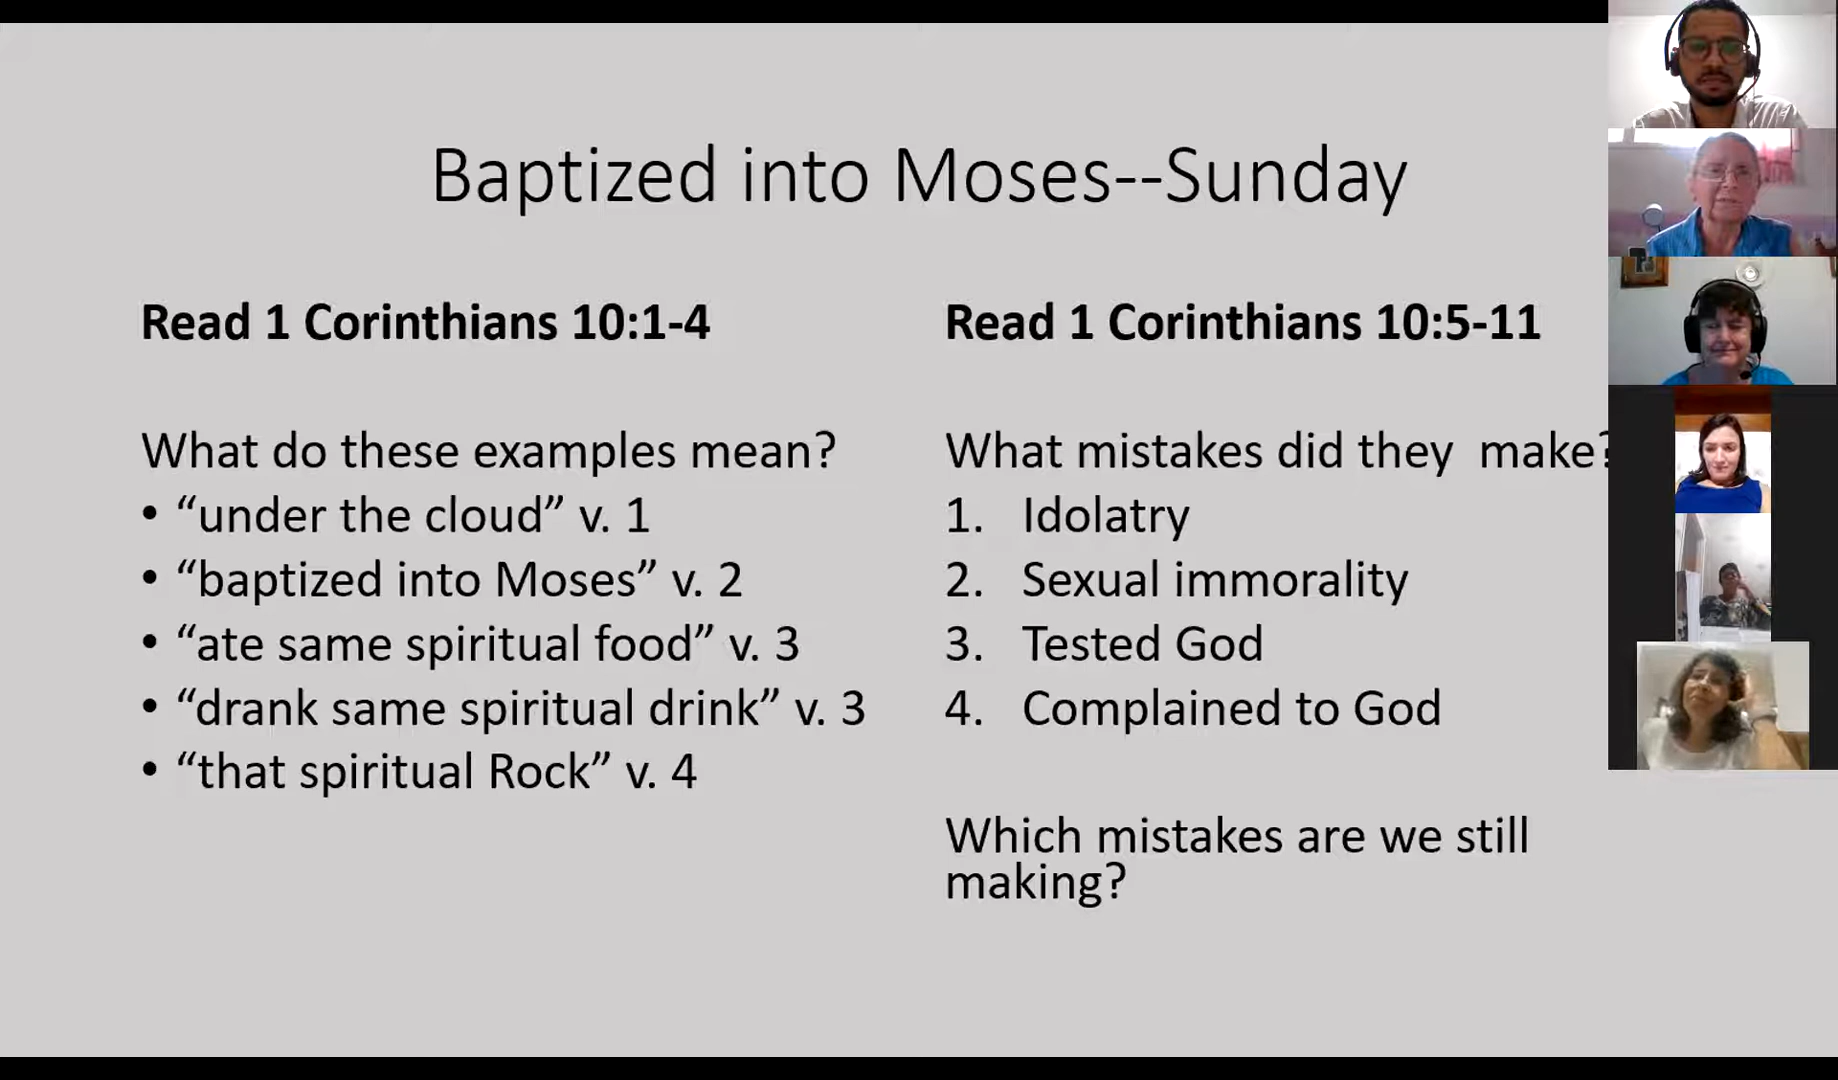 Baptized into Moses--Sunday
Read 1 Corinthians 10:1-4
What do these examples mean?
• “under the cloud” v. 1
• “baptized into Moses” v. 2
• “ate same spiritual food” v. 3
• “drank same spiritual drink” v. 3
• “that spiritual Rock” v. 4
Read 1 Corinthians 10:5-11
What mistakes did they  make?
1. Idolatry
2. Sexual immorality
3. Tested God
4. Complained to God
Which mistakes are we still
making?